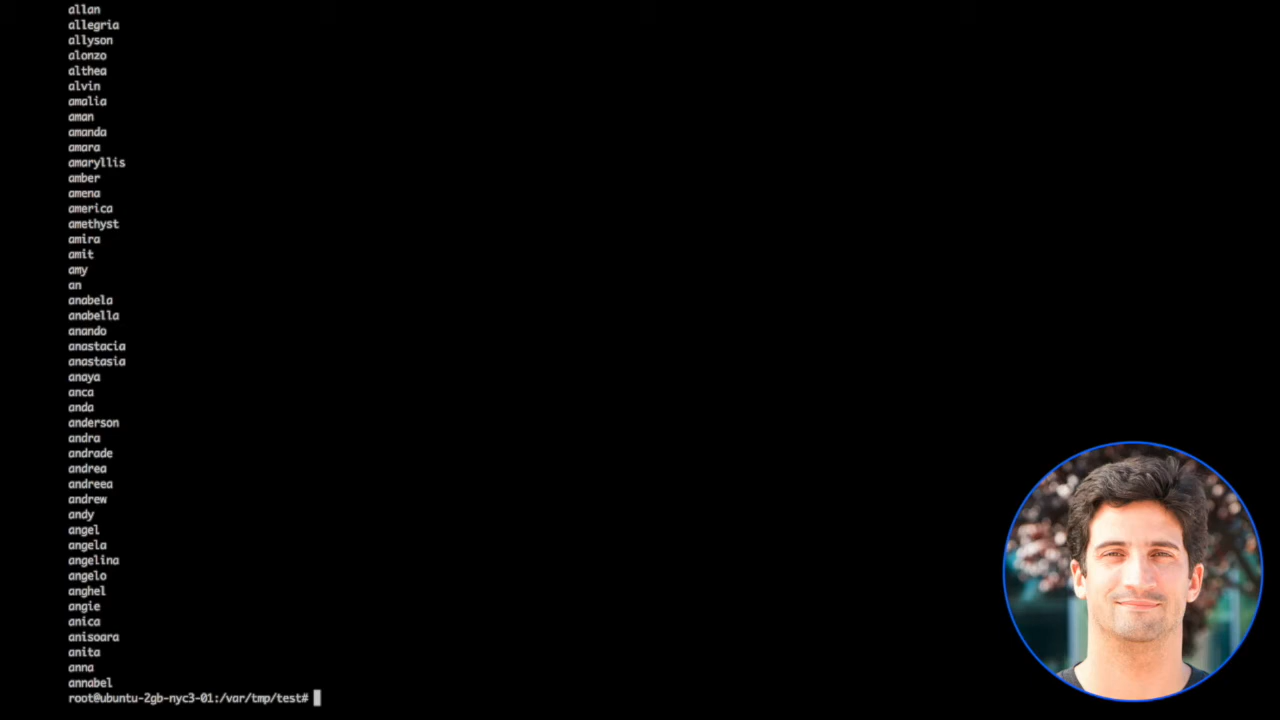 allan
allegria
allyson
alonzo
althea
alvin
amalia
aman
amanda
amara
amaryllis
amber
amena
america
amethyst
amira
amit
amy
an
anabela
anabella
anando
anastacia
anastasia
anaya
anca
anda
anderson
andra
andrade
andrea
andreea
andrew
andy
angel
angela
angelina
angelo
anghel
angie
anica
anisoara
anita
anna
annabel
root@ubuntu-2gb-nyc3-01:/var/tmp/test#